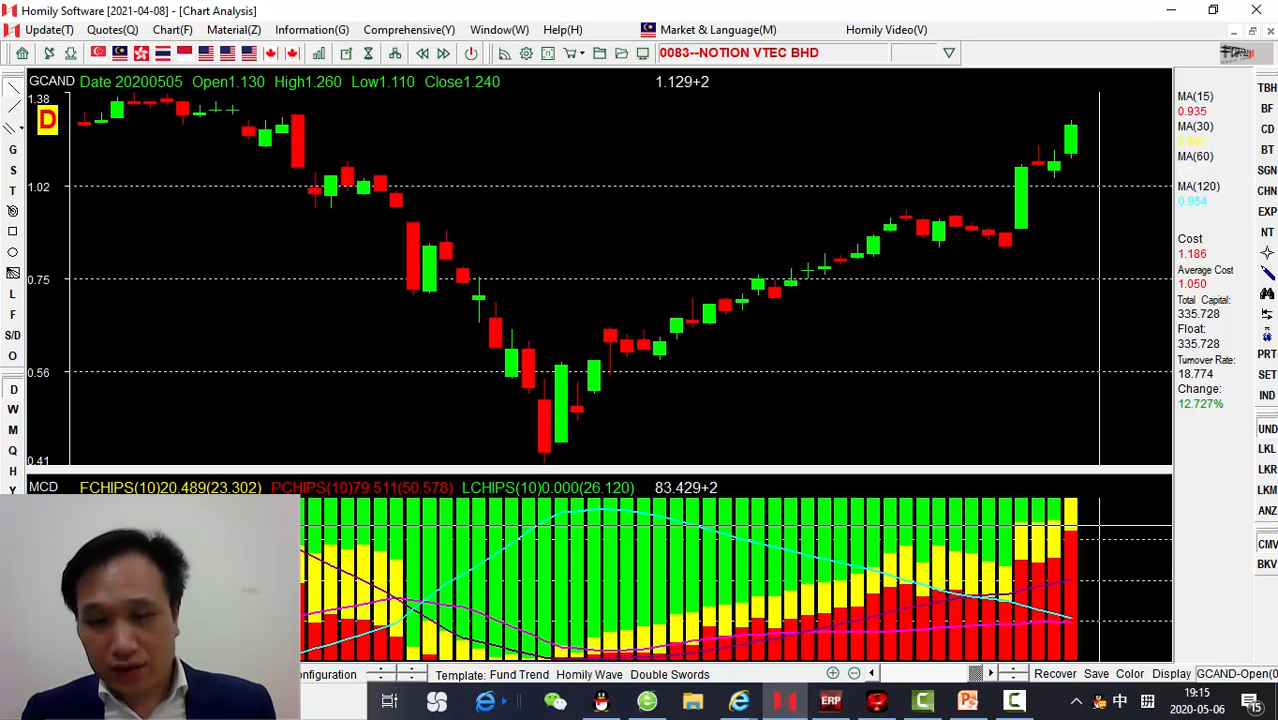 Homily Software [2021-04-08] - [Chart Analysis]
Update(T) Quotes(Z) Chart(F) Material(Z) Information(G) Comprehensive(Y) Window(W) Help(H) Market & Language(M) Homily Video(V)
0083--NOTION VTEC BHD
GCAND Date 20200505 Open1.130 High1.260 Low1.110 Close1.240 1.129+2
1.38
D
1.02
0.75
0.56
0.41
G
S
T
L
F
S/D
O
D
W
M
Q
H
N
MA(15)
0.935
MA(30)
MA(60)
MA(120)
0.954
Cost
1.186
Average Cost
1.050
Total Capital:
335.728
Float:
335.728
Turnover Rate:
18.774
Change:
12.727%
TBH
BF
CD
BT
SGN
CHN
EXP
NT
PRT
SET
IND
UND
LKL
LKR
LKM
ANZ
CMV
BKV
MCD FCHIPS(10)20.489(23.302) PCHIPS(10)79.511(50.578) LCHIPS(10)0.000(26.120) 83.429+2
onfiguration Template: Fund Trend Homily Wave Double Swords Recover Save Color Display GCAND-Open(0
ERP
中
19:15
2020-05-06
15